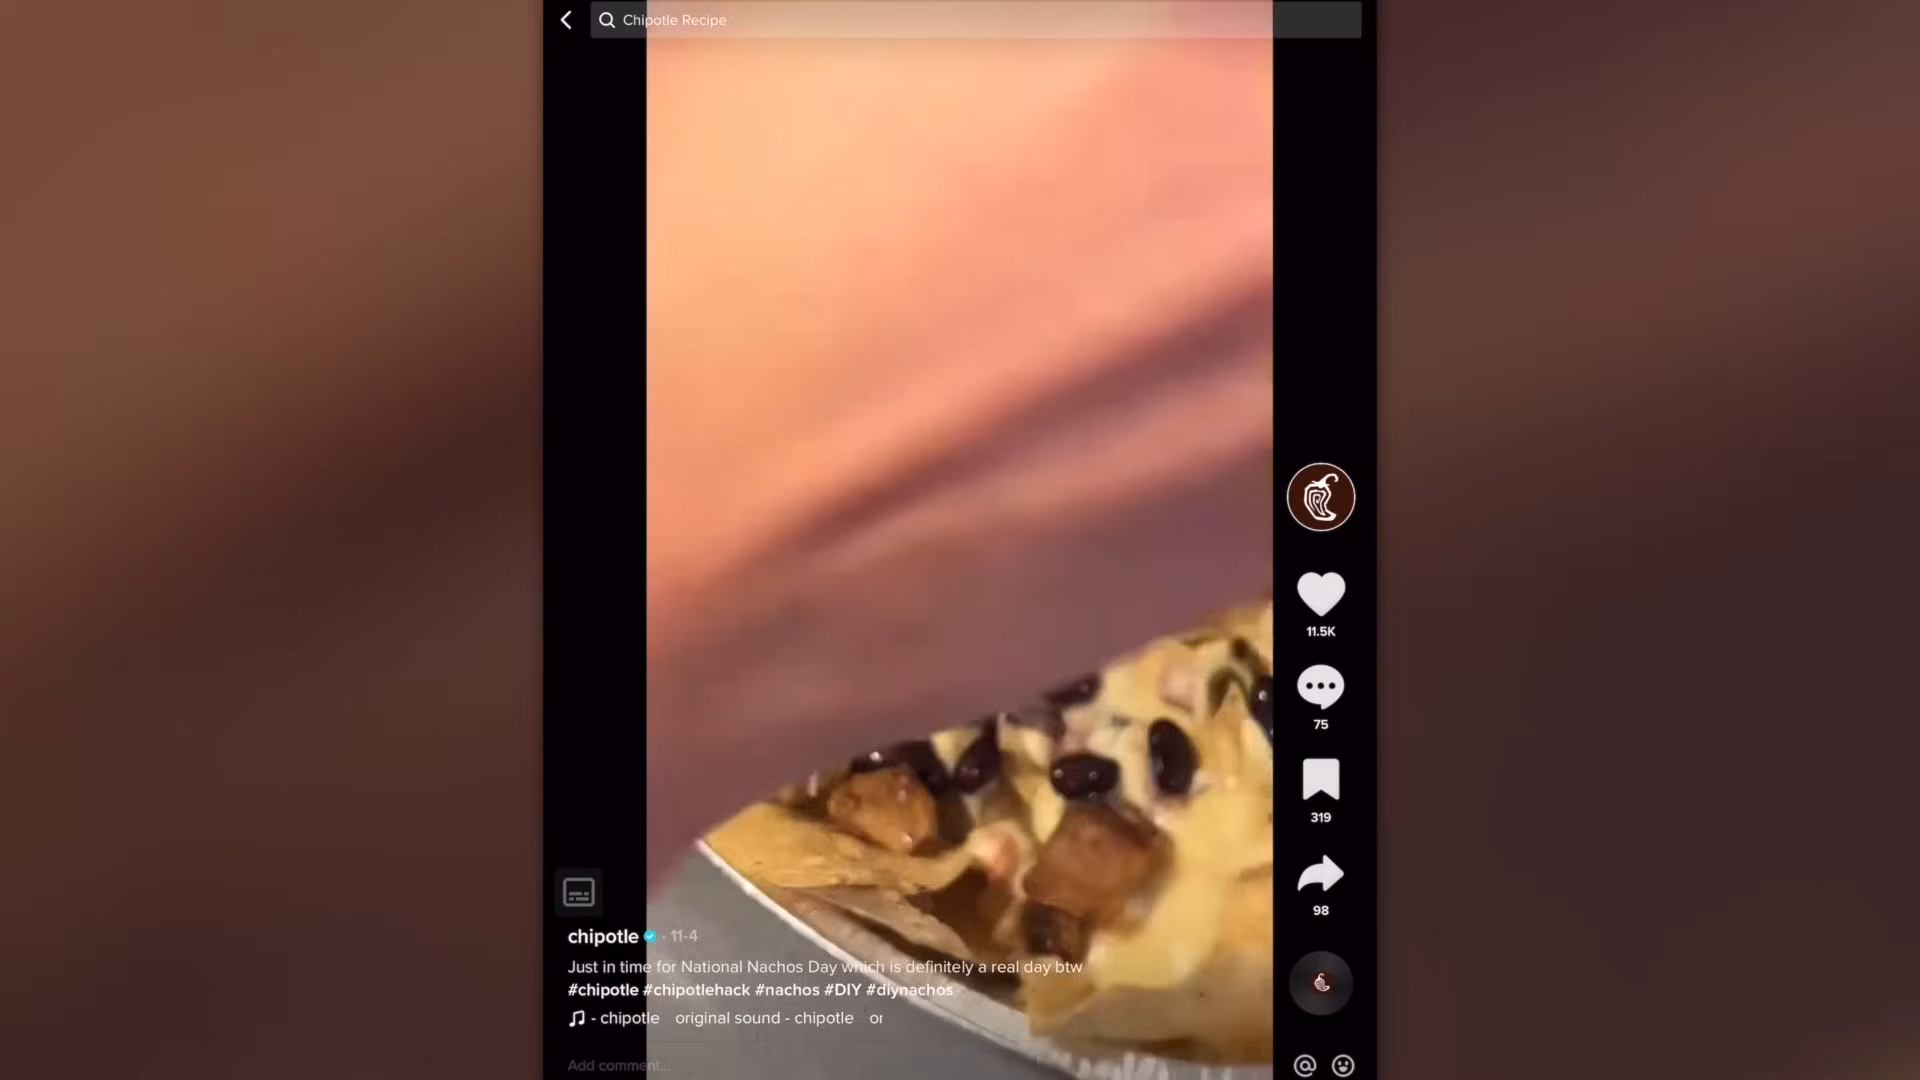 Chipotle Recipe
11.5K
75
319
98
chipotle · 11-4
Just in time for National Nachos Day which is definitely a real day btw
#chipotle #chipotlehack #nachos #DIY #diynachos
- chipotle original sound - chipotle or
Add comment...